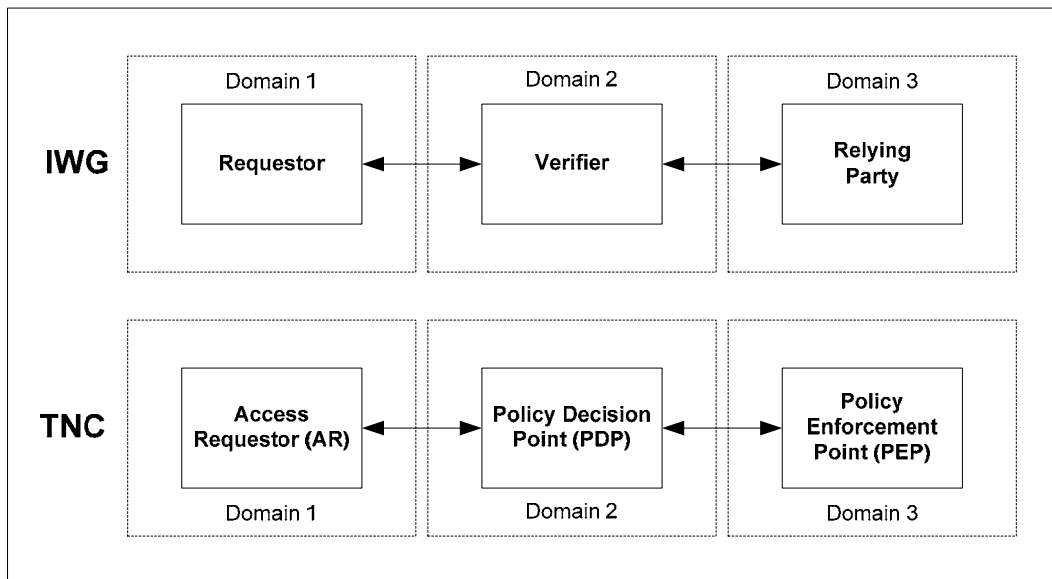 Domain 1
Domain 2
Domain 3
IWG
Requestor
Verifier
Relying
Party
TNC
Access
Requestor (AR)
Policy Decision
Point (PDP)
Policy
Enforcement
Point (PEP)
Domain 1
Domain 2
Domain 3